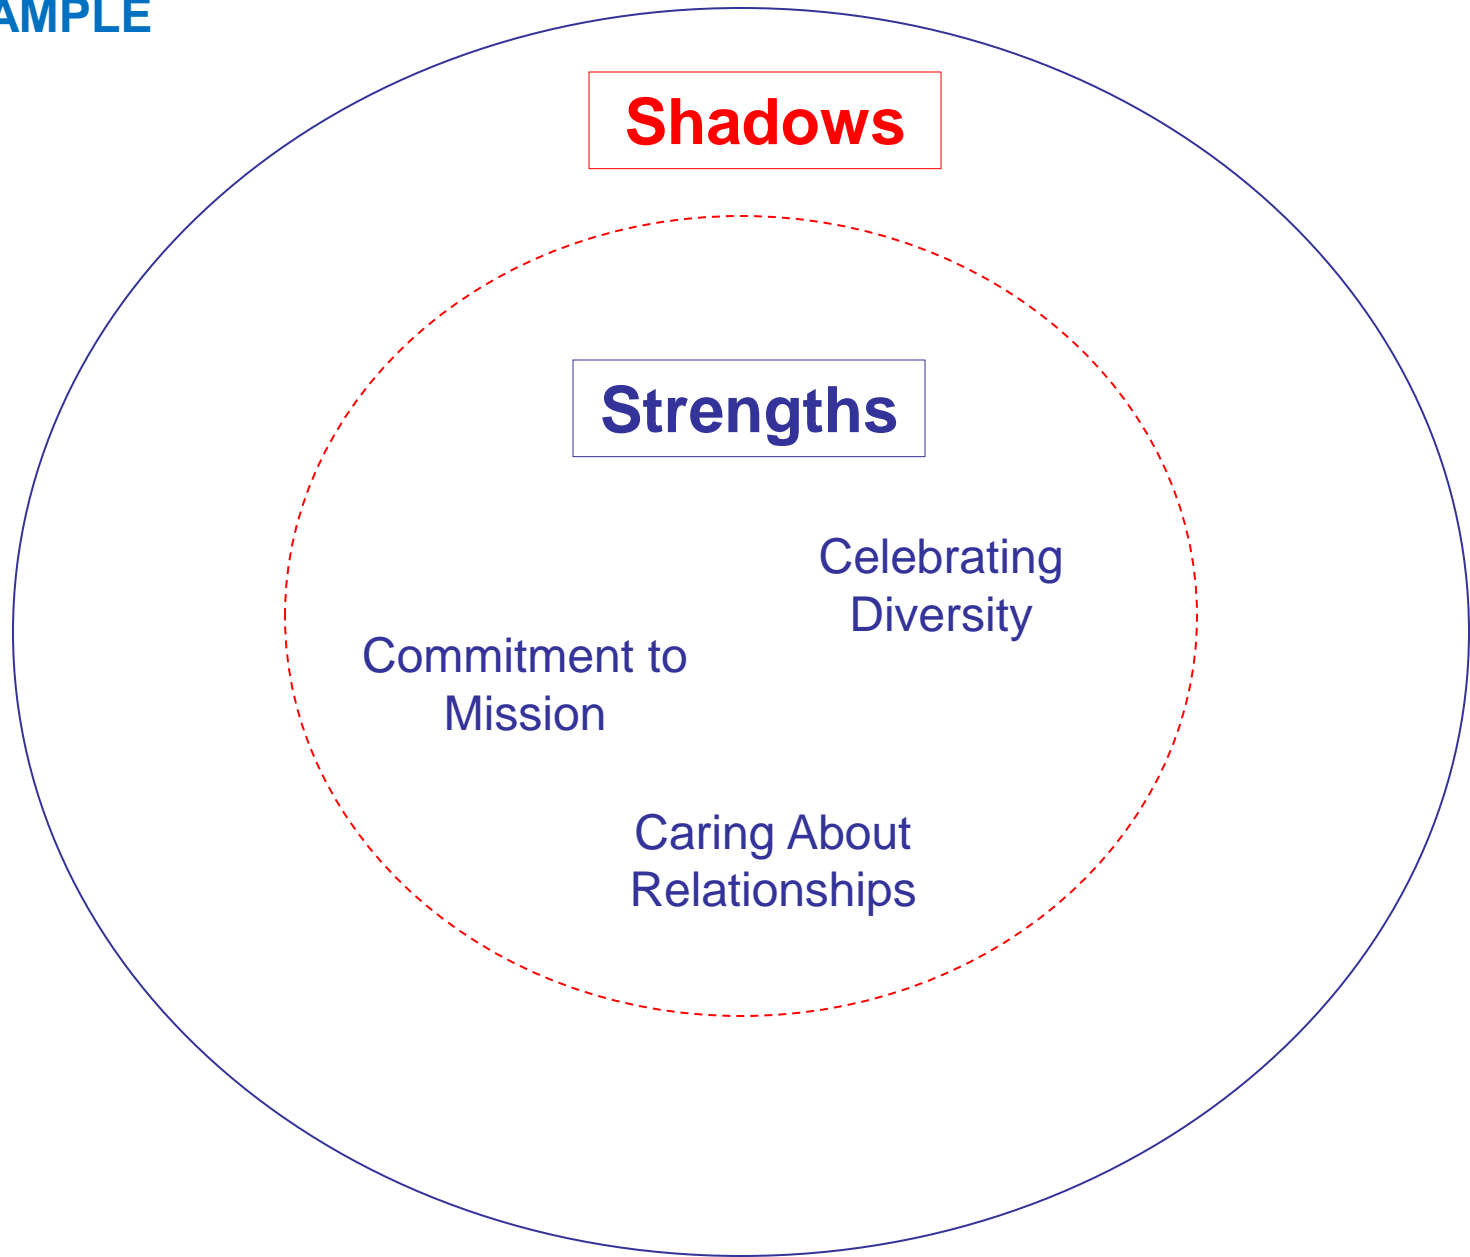 AMPLE
Shadows
Strengths
Celebrating
Diversity
Commitment to
Mission
Caring About
Relationships